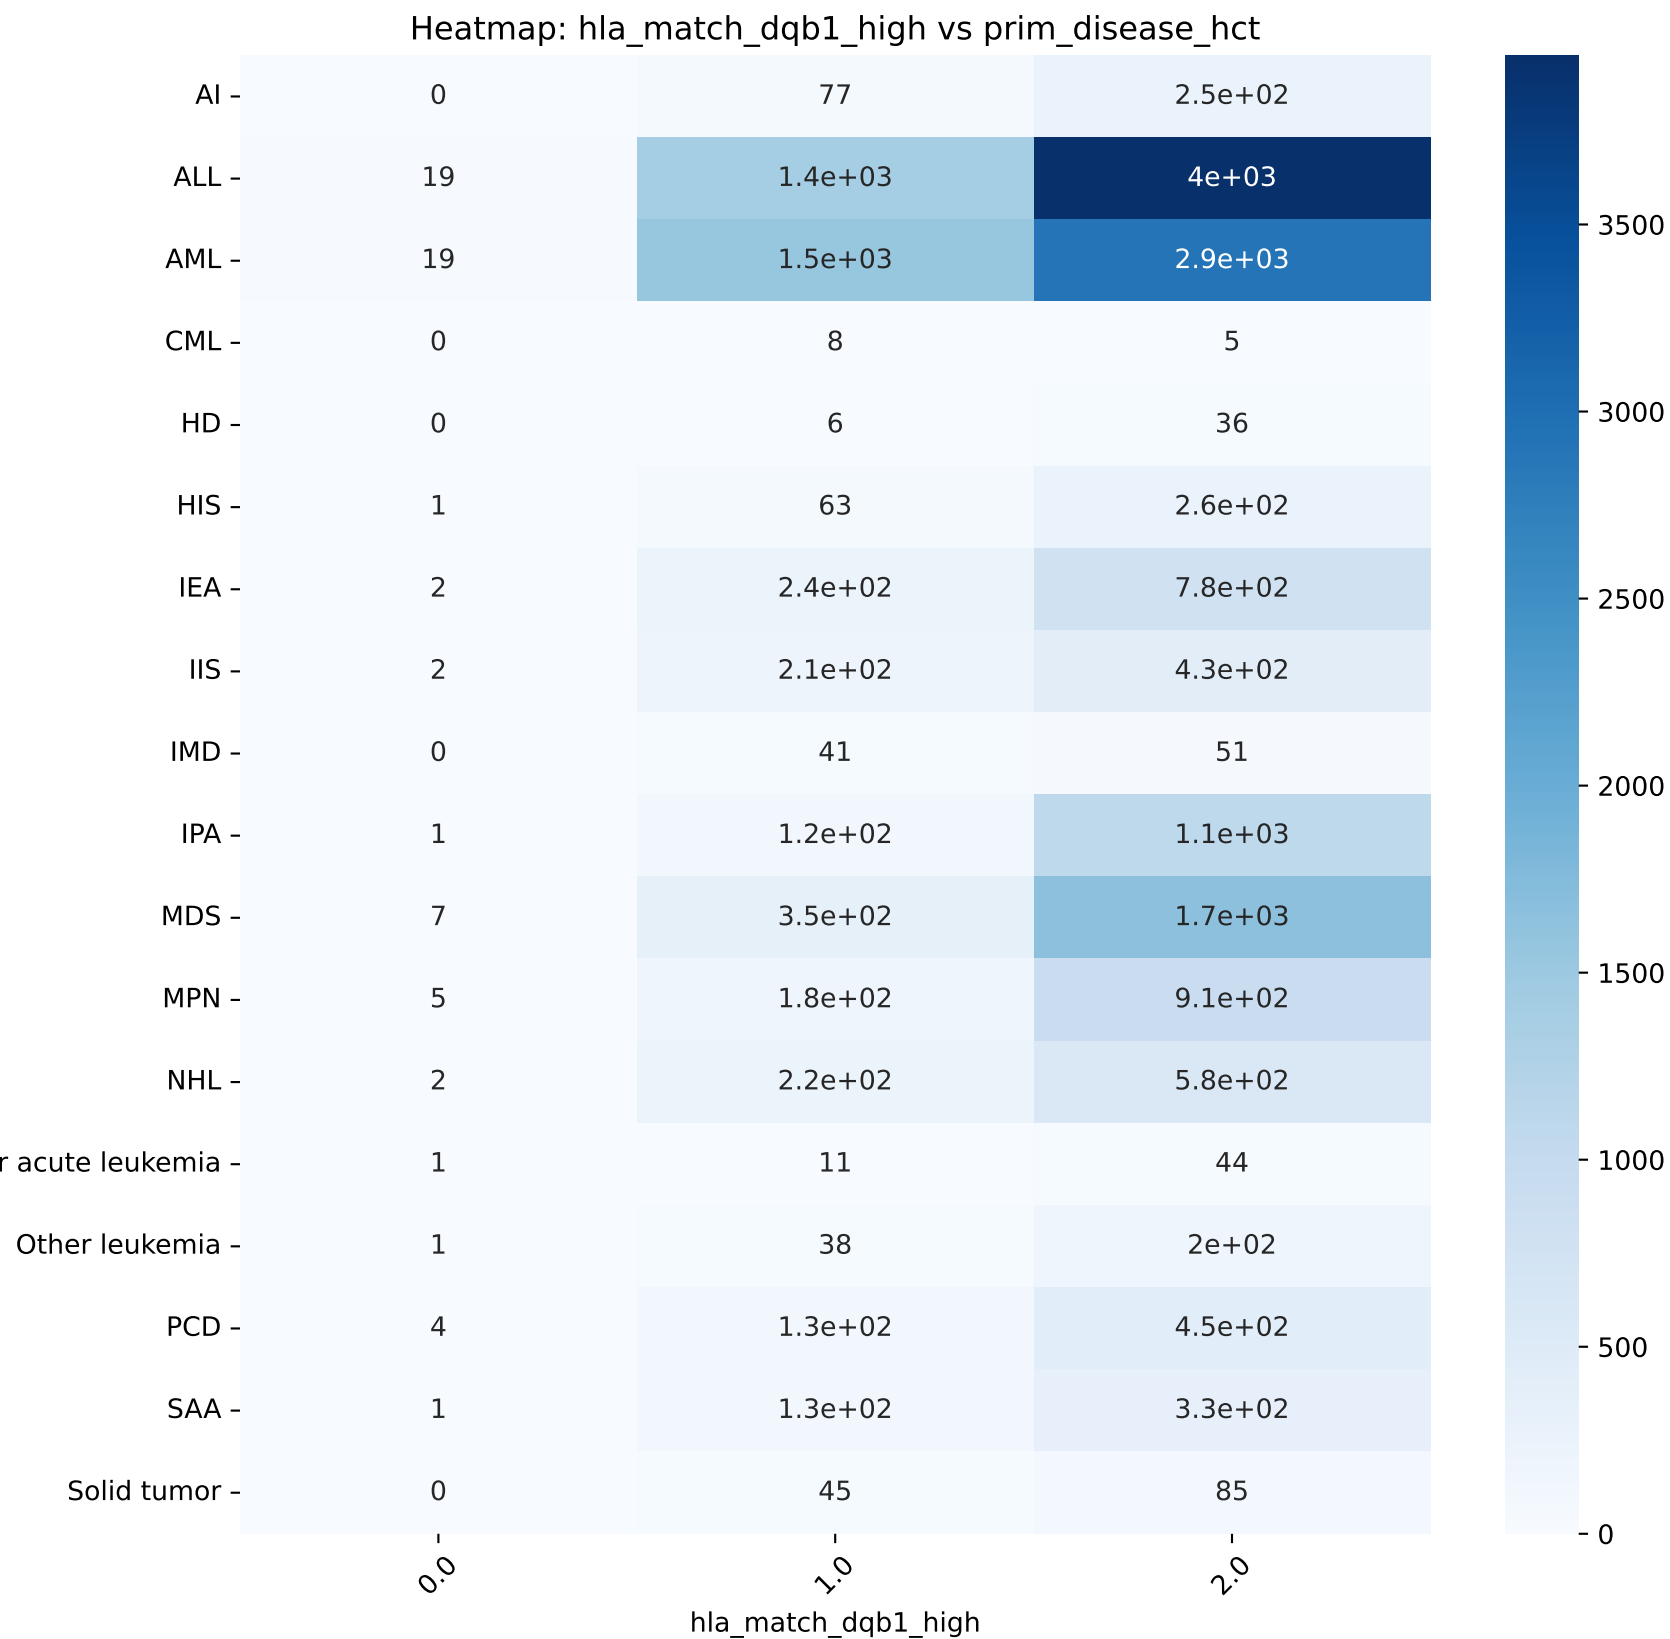 Heatmap: hla_match_dqb1_high vs prim_disease_hct
AI 0 77 2.5e+02
ALL 19 1.4e+03 4e+03
AML 19 1.5e+03 2.9e+03
CML 0 8 5
HD 0 6 36
HIS 1 63 2.6e+02
IEA 2 2.4e+02 7.8e+02
IIS 2 2.1e+02 4.3e+02
IMD 0 41 51
IPA 1 1.2e+02 1.1e+03
MDS 7 3.5e+02 1.7e+03
MPN 5 1.8e+02 9.1e+02
NHL 2 2.2e+02 5.8e+02
acute leukemia 1 11 44
Other leukemia 1 38 2e+02
PCD 4 1.3e+02 4.5e+02
SAA 1 1.3e+02 3.3e+02
Solid tumor 0 45 85
0.0 1.0 2.0
hla_match_dqb1_high
3500
3000
2500
2000
1500
1000
500
0